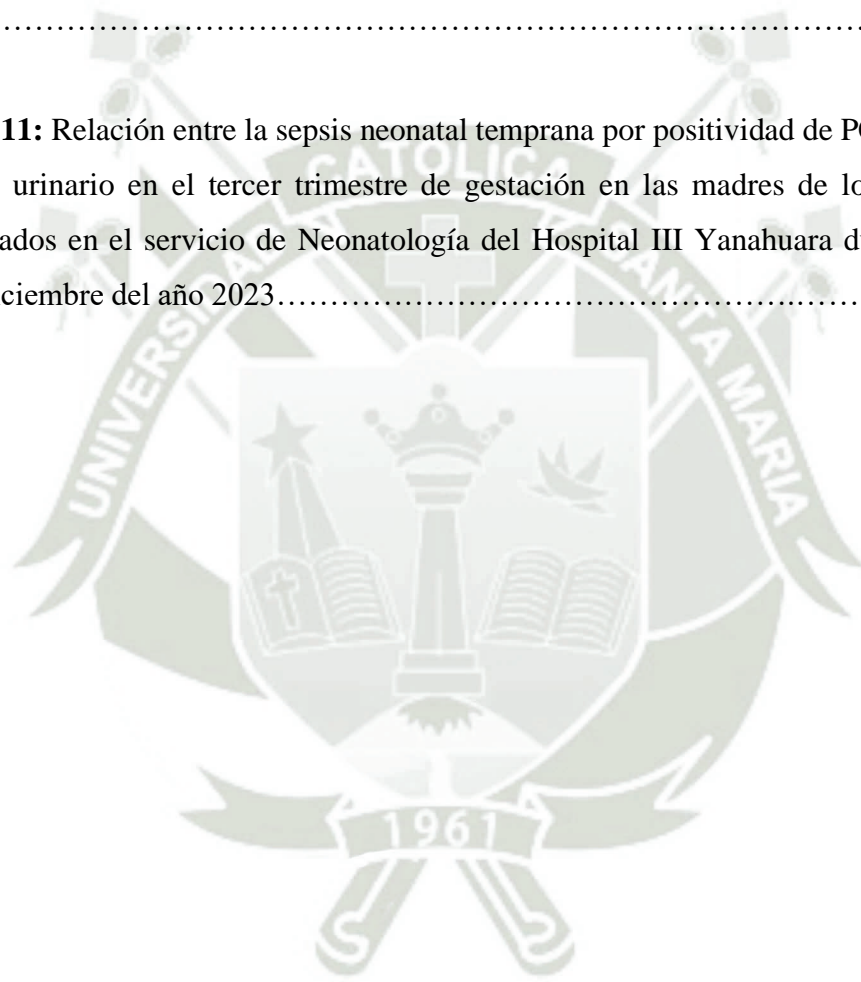 ……………………………………………………………………………
11: Relación entre la sepsis neonatal temprana por positividad de
urinario en el tercer trimestre de gestación en las madres de
ados en el servicio de Neonatología del Hospital III Yanahuara
iciembre del año 2023……………………………………………….……
UNIVERSIDAD CATOLICA SANTA MARIA
1961